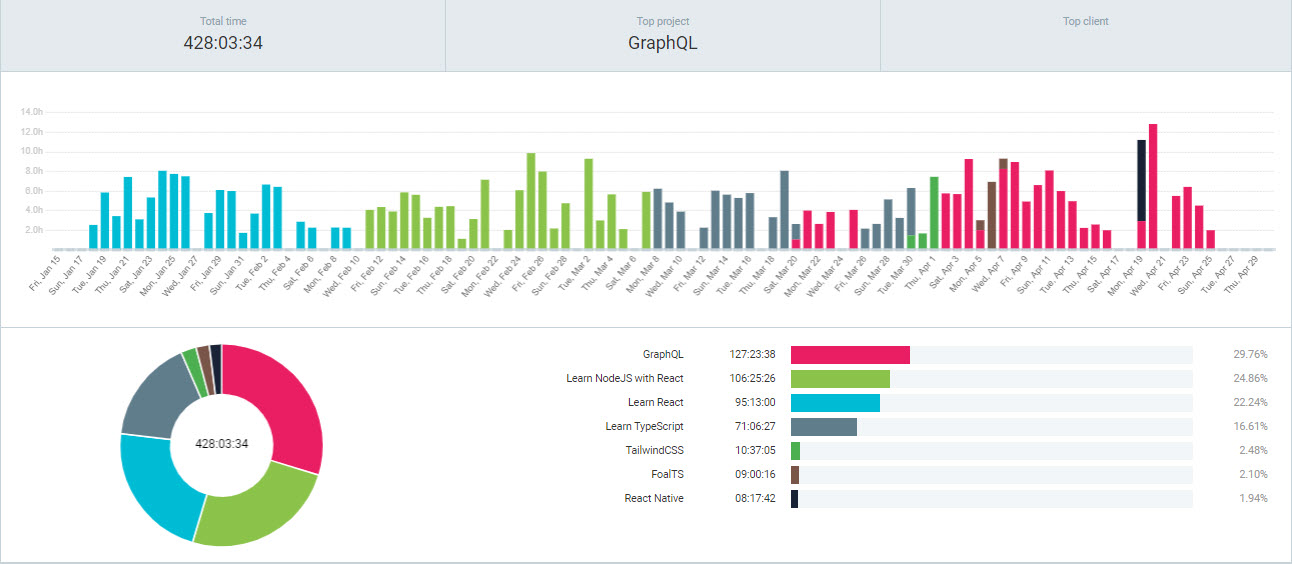 Total time
Top project
Top client
428:03:34
GraphQL
14.0h
12.0h
10.0h
8.0h
6.0h
4.0h
2.0h
Fri, Jan 15
Sun, Jan 17
Tue, Jan 19
Thu, Jan 21
Sat, Jan 23
Mon, Jan 25
Wed, Jan 27
Fri, Jan 29
Sun, Jan 31
Tue, Feb 2
Thu, Feb 4
Sat, Feb 6
Mon, Feb 8
Wed, Feb 10
Fri, Feb 12
Sun, Feb 14
Tue, Feb 16
Thu, Feb 18
Sat, Feb 20
Mon, Feb 22
Wed, Feb 24
Fri, Feb 26
Sun, Feb 28
Tue, Mar 2
Thu, Mar 4
Sat, Mar 6
Mon, Mar 8
Wed, Mar 10
Fri, Mar 12
Sun, Mar 14
Tue, Mar 16
Thu, Mar 18
Sat, Mar 20
Mon, Mar 22
Wed, Mar 24
Fri, Mar 26
Sun, Mar 28
Tue, Mar 30
Thu, Apr 1
Sat, Apr 3
Mon, Apr 5
Wed, Apr 7
Fri, Apr 9
Sun, Apr 11
Tue, Apr 13
Thu, Apr 15
Sat, Apr 17
Mon, Apr 19
Wed, Apr 21
Fri, Apr 23
Sun, Apr 25
Tue, Apr 27
Thu, Apr 29
428:03:34
GraphQL 127:23:38 29.76%
Learn NodeJS with React 106:25:26 24.86%
Learn React 95:13:00 22.24%
Learn TypeScript 71:06:27 16.61%
TailwindCSS 10:37:05 2.48%
FoalTS 09:00:16 2.10%
React Native 08:17:42 1.94%